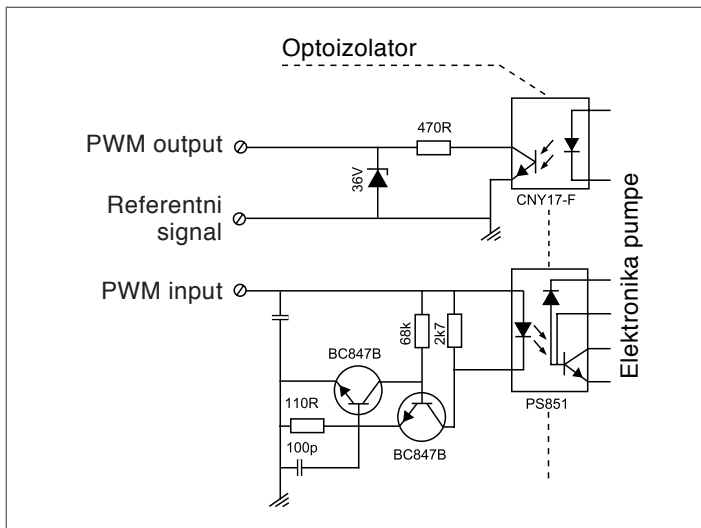 Optoizolator
470R
PWM output
36V
Referentni
signal
CNY17-F
PWM input
68k
2k7
BC847B
110R
100p
BC847B
PS851
Elektronika pumpe